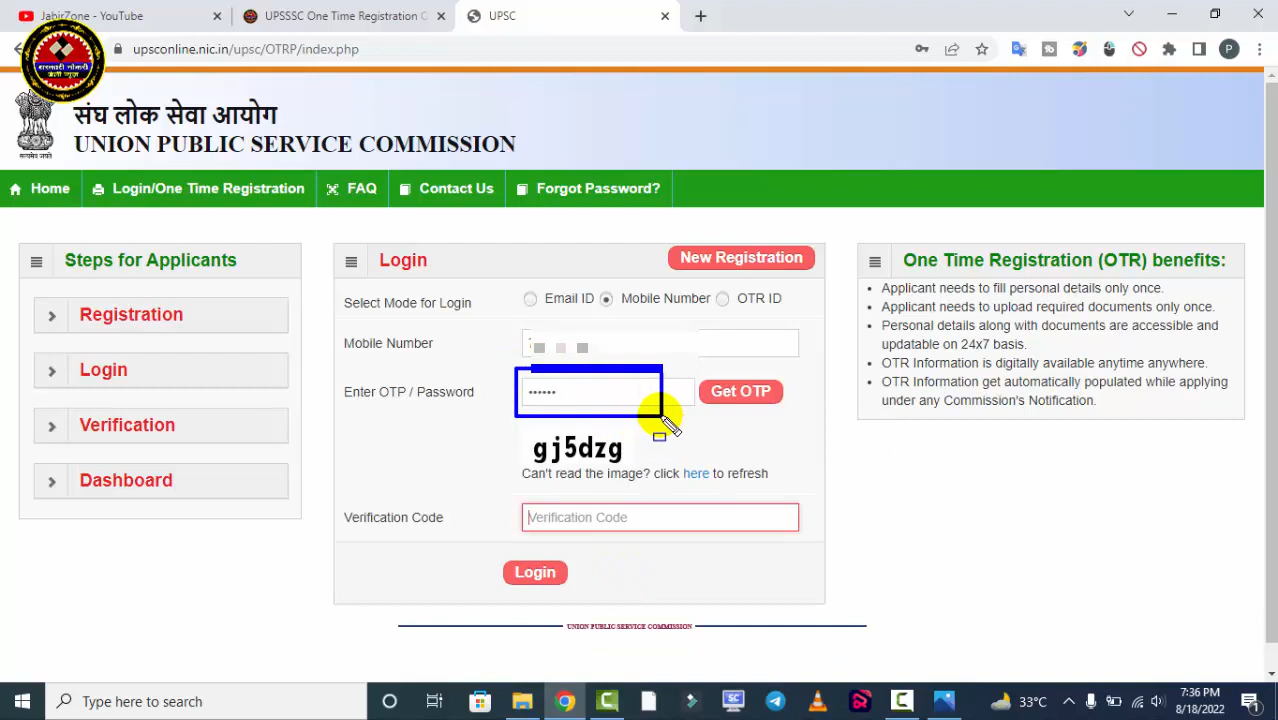 JabirZone - YouTube
UPSSSC One Time Registration C
UPSC
upsconline.nic.in/upsc/OTRP/index.php
P
सरकारी नौकरी
संघ लोक सेवा आयोग
UNION PUBLIC SERVICE COMMISSION
सत्यमेव जयते
Home
Login/One Time Registration
FAQ
Contact Us
Forgot Password?
Steps for Applicants
Registration
Login
Verification
Dashboard
Login
New Registration
Select Mode for Login
Email ID
Mobile Number
OTR ID
Mobile Number
Enter OTP / Password
••••••
Get OTP
gj5dzg
Can't read the image? click here to refresh
Verification Code
Verification Code
Login
One Time Registration (OTR) benefits:
• Applicant needs to fill personal details only once.
• Applicant needs to upload required documents only once.
• Personal details along with documents are accessible and
updatable on 24x7 basis.
• OTR Information is digitally available anytime anywhere.
• OTR Information get automatically populated while applying
under any Commission's Notification.
UNION PUBLIC SERVICE COMMISSION
Type here to search
33°C
7:36 PM
8/18/2022